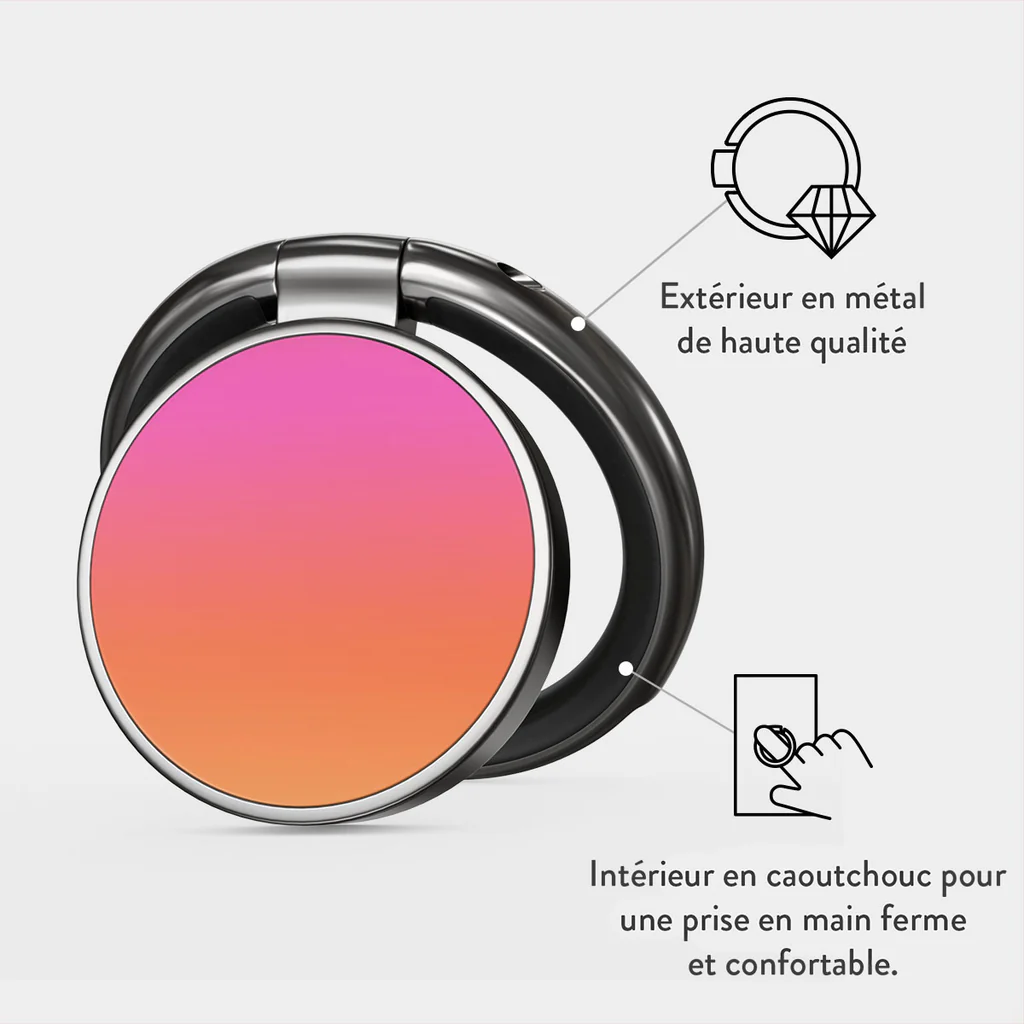 Extérieur en métal
de haute qualité
Intérieur en caoutchouc pour
une prise en main ferme
et confortable.